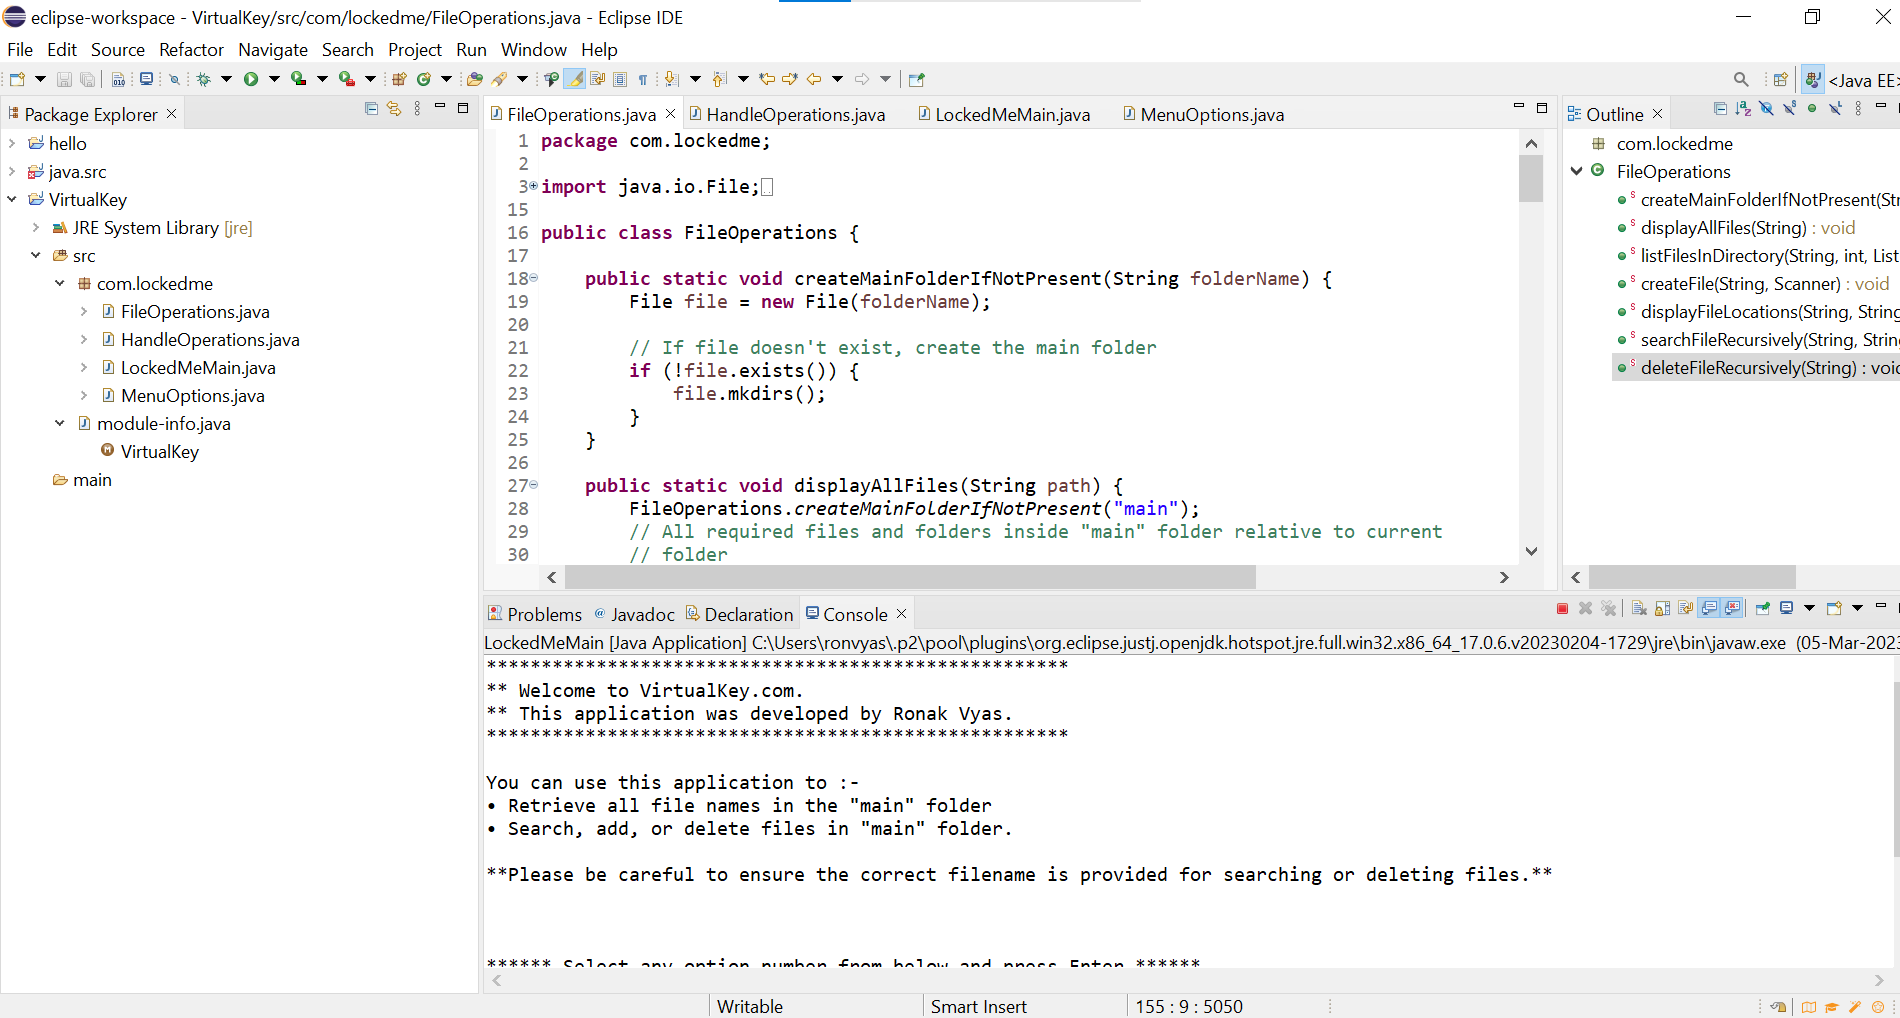 eclipse-workspace - VirtualKey/src/com/lockedme/FileOperations.java - Eclipse IDE
File Edit Source Refactor Navigate Search Project Run Window Help
<Java EE>
Package Explorer
hello
java.src
VirtualKey
JRE System Library [jre]
src
com.lockedme
FileOperations.java
HandleOperations.java
LockedMeMain.java
MenuOptions.java
module-info.java
VirtualKey
main
FileOperations.java HandleOperations.java LockedMeMain.java MenuOptions.java
1 package com.lockedme;
2
3 import java.io.File;
15
16 public class FileOperations {
17
18 public static void createMainFolderIfNotPresent(String folderName) {
19 File file = new File(folderName);
20
21 // If file doesn't exist, create the main folder
22 if (!file.exists()) {
23 file.mkdirs();
24 }
25 }
26
27 public static void displayAllFiles(String path) {
28 FileOperations.createMainFolderIfNotPresent("main");
29 // All required files and folders inside "main" folder relative to current
30 // folder
Outline
com.lockedme
FileOperations
createMainFolderIfNotPresent(Str
displayAllFiles(String) : void
listFilesInDirectory(String, int, List
createFile(String, Scanner) : void
displayFileLocations(String, String
searchFileRecursively(String, String
deleteFileRecursively(String) : void
Problems Javadoc Declaration Console
LockedMeMain [Java Application] C:\Users\ronvyas\.p2\pool\plugins\org.eclipse.justj.openjdk.hotspot.jre.full.win32.x86_64_17.0.6.v20230204-1729\jre\bin\javaw.exe (05-Mar-2023
*****************************************************
** Welcome to VirtualKey.com.
** This application was developed by Ronak Vyas.
*****************************************************
You can use this application to :-
• Retrieve all file names in the "main" folder
• Search, add, or delete files in "main" folder.
**Please be careful to ensure the correct filename is provided for searching or deleting files.**
****** Select any option number from below and press Enter ******
Writable Smart Insert 155 : 9 : 5050